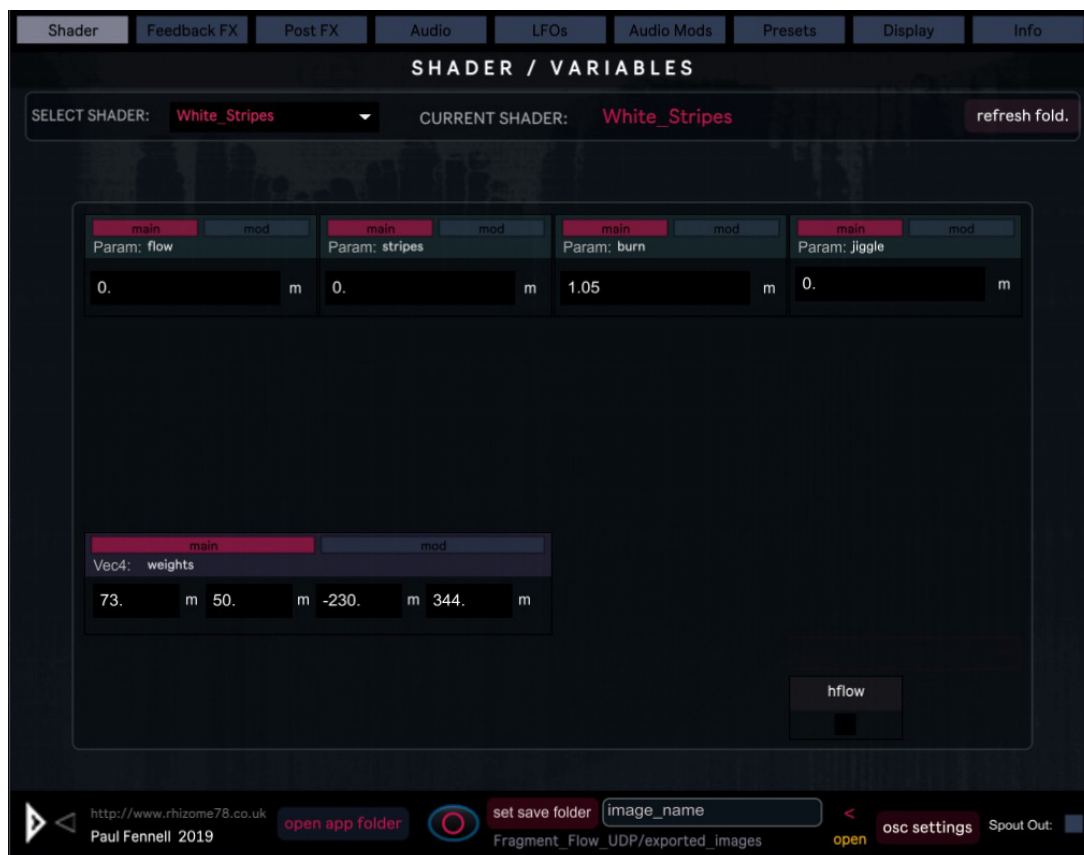 Shader Feedback FX Post FX Audio LFOs Audio Mods Presets Display Info
SHADER / VARIABLES
SELECT SHADER: White_Stripes CURRENT SHADER: White_Stripes refresh fold.
main mod main mod main mod main mod
Param: flow Param: stripes Param: burn Param: jiggle
0. m 0. m 1.05 m 0. m
main mod
Vec4: weights
73. m 50. m -230. m 344. m
hflow
http://www.rhizome78.co.uk open app folder set save folder image_name < osc settings Spout Out:
Paul Fennell 2019 Fragment_Flow_UDP/exported_images open